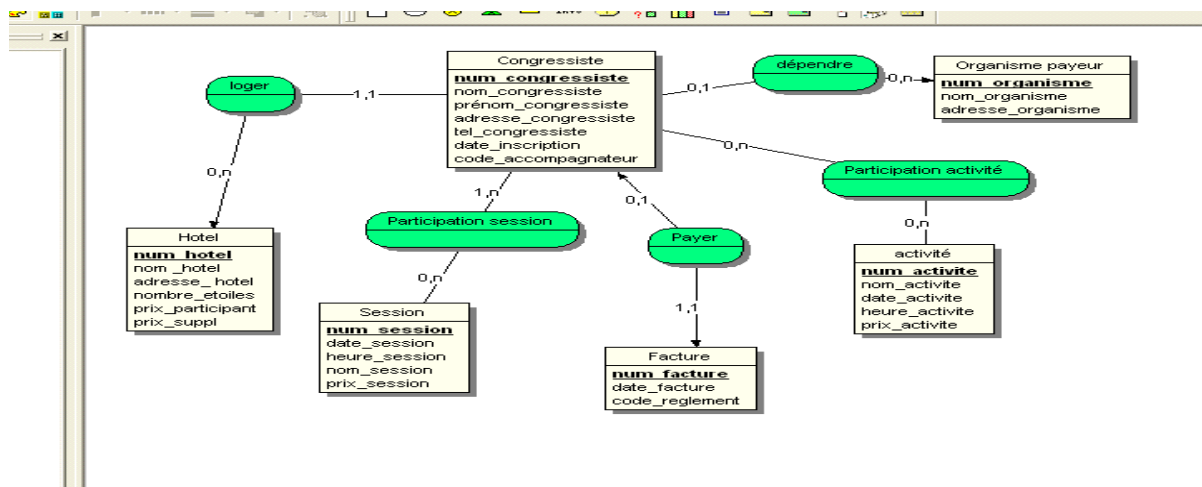 Congressiste
num_congressiste
nom_congressiste
prénom_congressiste
adresse_congressiste
tel_congressiste
date_inscription
code_accompagnateur
loger
1,1
0,n
dépendre
0,1
0,n
Organisme payeur
num_organisme
nom_organisme
adresse_organisme
0,n
Participation activité
0,n
1,n
Participation session
0,n
0,1
Payer
1,1
Hotel
num_hotel
nom _hotel
adresse_ hotel
nombre_etoiles
prix_participant
prix_suppl
activité
num_activite
nom_activite
date_activite
heure_activite
prix_activite
Session
num_session
date_session
heure_session
nom_session
prix_session
Facture
num_facture
date_facture
code_reglement